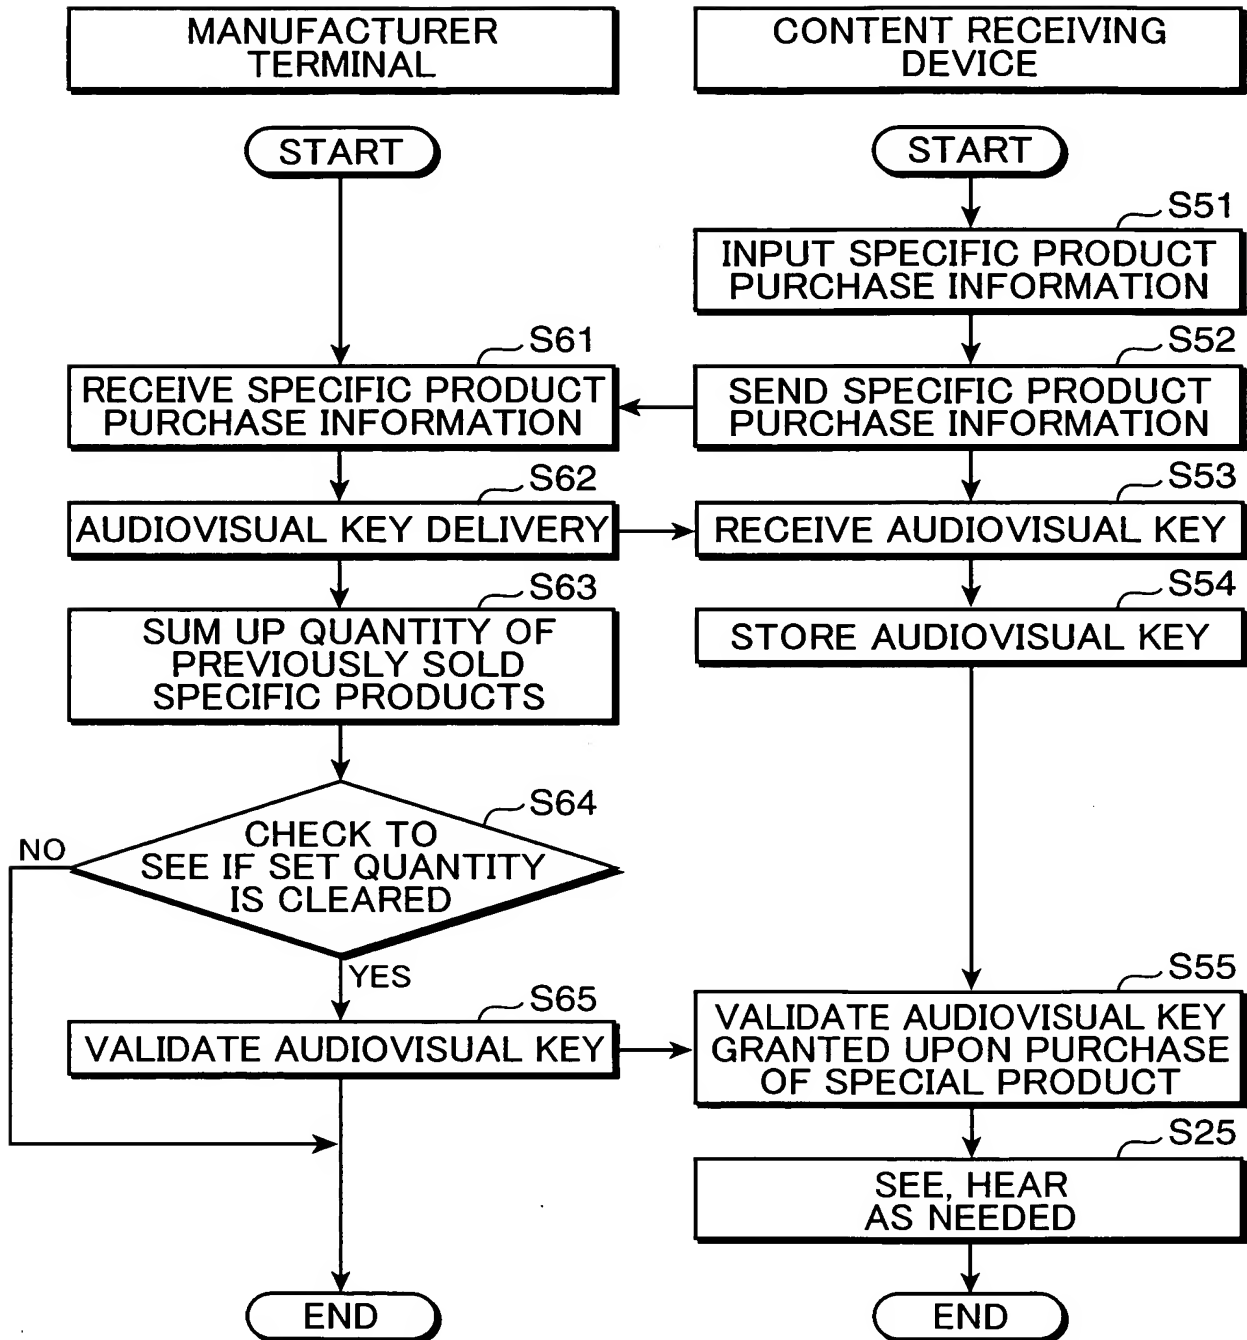 MANUFACTURER
TERMINAL
CONTENT RECEIVING
DEVICE
START
START
S51
INPUT SPECIFIC PRODUCT
PURCHASE INFORMATION
S61
RECEIVE SPECIFIC PRODUCT
PURCHASE INFORMATION
S52
SEND SPECIFIC PRODUCT
PURCHASE INFORMATION
S62
AUDIOVISUAL KEY DELIVERY
S53
RECEIVE AUDIOVISUAL KEY
S63
SUM UP QUANTITY OF
PREVIOUSLY SOLD
SPECIFIC PRODUCTS
S54
STORE AUDIOVISUAL KEY
S64
CHECK TO
SEE IF SET QUANTITY
IS CLEARED
NO
YES
S65
VALIDATE AUDIOVISUAL KEY
S55
VALIDATE AUDIOVISUAL KEY
GRANTED UPON PURCHASE
OF SPECIAL PRODUCT
S25
SEE, HEAR
AS NEEDED
END
END